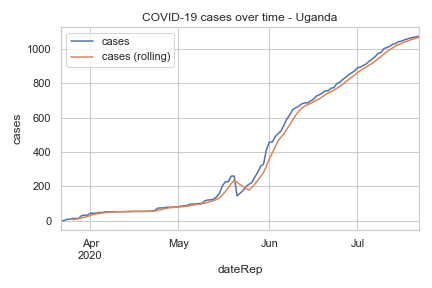 COVID-19 cases over time - Uganda
cases
cases (rolling)
1000
800
600
400
200
0
cases
Apr
2020
May
Jun
Jul
dateRep